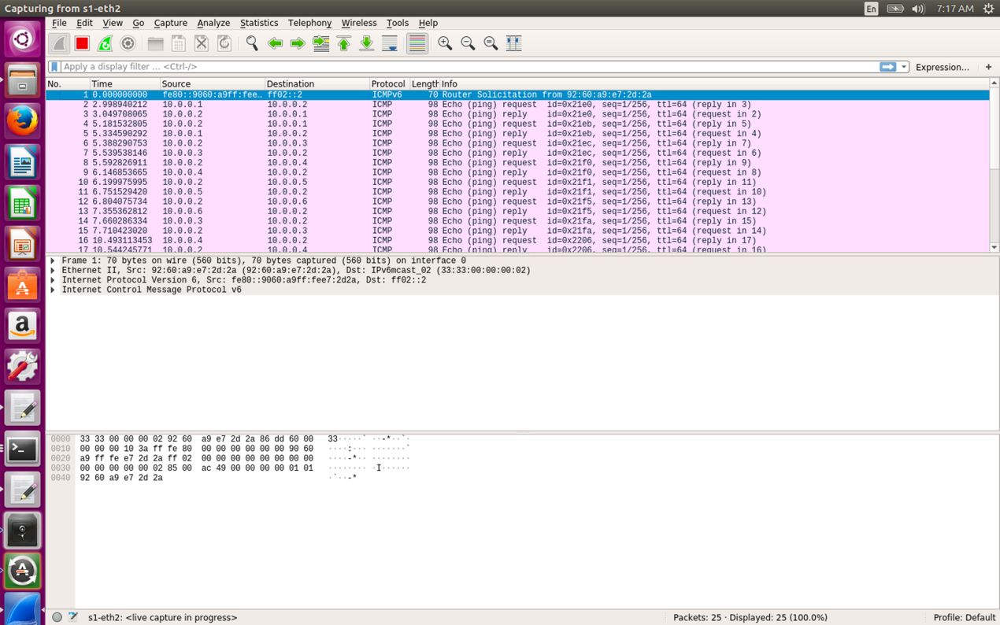 Capturing from s1-eth2 En 7:17 AM
File Edit View Go Capture Analyze Statistics Telephony Wireless Tools Help
Apply a display filter ... <Ctrl-/> Expression... +
No. Time Source Destination Protocol Length Info
1 0.000000000 fe80::9060:a9ff:fee… ff02::2 ICMPv6 70 Router Solicitation from 92:60:a9:e7:2d:2a
2 2.998940212 10.0.0.1 10.0.0.2 ICMP 98 Echo (ping) request id=0x21e0, seq=1/256, ttl=64 (reply in 3)
3 3.049708065 10.0.0.2 10.0.0.1 ICMP 98 Echo (ping) reply id=0x21e0, seq=1/256, ttl=64 (request in 2)
4 5.181532805 10.0.0.2 10.0.0.1 ICMP 98 Echo (ping) request id=0x21eb, seq=1/256, ttl=64 (reply in 5)
5 5.334590292 10.0.0.1 10.0.0.2 ICMP 98 Echo (ping) reply id=0x21eb, seq=1/256, ttl=64 (request in 4)
6 5.388290753 10.0.0.2 10.0.0.3 ICMP 98 Echo (ping) request id=0x21ec, seq=1/256, ttl=64 (reply in 7)
7 5.539538146 10.0.0.3 10.0.0.2 ICMP 98 Echo (ping) reply id=0x21ec, seq=1/256, ttl=64 (request in 6)
8 5.592826911 10.0.0.2 10.0.0.4 ICMP 98 Echo (ping) request id=0x21f0, seq=1/256, ttl=64 (reply in 9)
9 6.146853665 10.0.0.4 10.0.0.2 ICMP 98 Echo (ping) reply id=0x21f0, seq=1/256, ttl=64 (request in 8)
10 6.199975995 10.0.0.2 10.0.0.5 ICMP 98 Echo (ping) request id=0x21f1, seq=1/256, ttl=64 (reply in 11)
11 6.751529420 10.0.0.5 10.0.0.2 ICMP 98 Echo (ping) reply id=0x21f1, seq=1/256, ttl=64 (request in 10)
12 6.804075734 10.0.0.2 10.0.0.6 ICMP 98 Echo (ping) request id=0x21f5, seq=1/256, ttl=64 (reply in 13)
13 7.355362812 10.0.0.6 10.0.0.2 ICMP 98 Echo (ping) reply id=0x21f5, seq=1/256, ttl=64 (request in 12)
14 7.660286334 10.0.0.3 10.0.0.2 ICMP 98 Echo (ping) request id=0x21fa, seq=1/256, ttl=64 (reply in 15)
15 7.710423020 10.0.0.2 10.0.0.3 ICMP 98 Echo (ping) reply id=0x21fa, seq=1/256, ttl=64 (request in 14)
16 10.493113453 10.0.0.4 10.0.0.2 ICMP 98 Echo (ping) request id=0x2206, seq=1/256, ttl=64 (reply in 17)
17 10.544245771 10.0.0.2 10.0.0.4 ICMP 98 Echo (ping) reply id=0x2206, seq=1/256, ttl=64 (request in 16)
Frame 1: 70 bytes on wire (560 bits), 70 bytes captured (560 bits) on interface 0
Ethernet II, Src: 92:60:a9:e7:2d:2a (92:60:a9:e7:2d:2a), Dst: IPv6mcast_02 (33:33:00:00:00:02)
Internet Protocol Version 6, Src: fe80::9060:a9ff:fee7:2d2a, Dst: ff02::2
Internet Control Message Protocol v6
0000 33 33 00 00 00 02 92 60 a9 e7 2d 2a 86 dd 60 00 33·····` ··-*··`·
0010 00 00 00 10 3a ff fe 80 00 00 00 00 00 00 90 60 ····:··· ·······`
0020 a9 ff fe e7 2d 2a ff 02 00 00 00 00 00 00 00 00 ····-*·· ········
0030 00 00 00 00 00 02 85 00 ac 49 00 00 00 00 01 01 ········ ·I······
0040 92 60 a9 e7 2d 2a ·`··-*
s1-eth2: <live capture in progress> Packets: 25 · Displayed: 25 (100.0%) Profile: Default